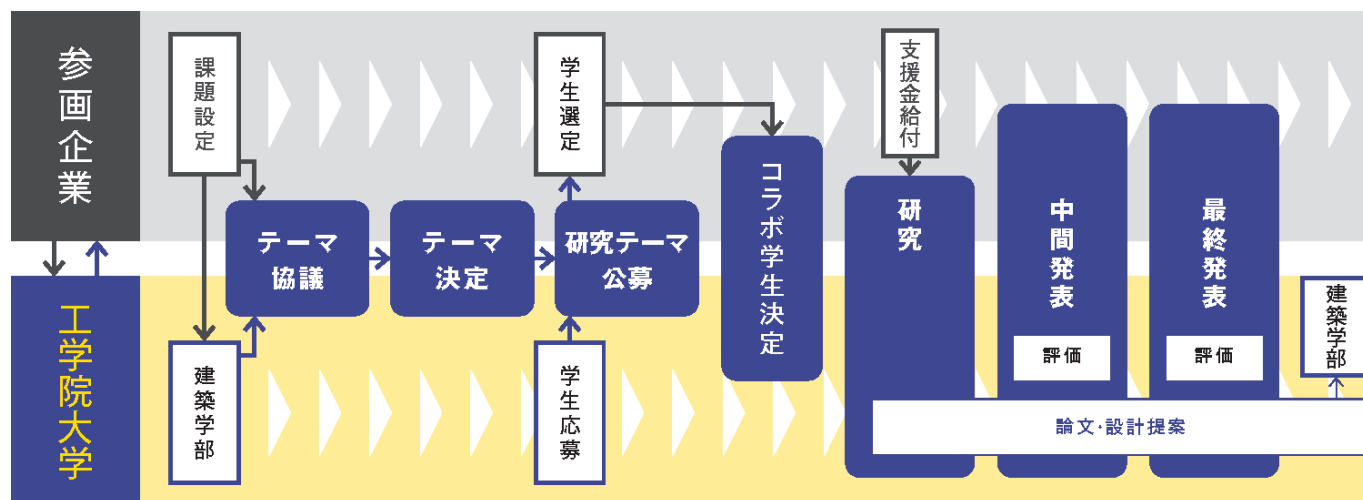 参画企業
工学院大学
課題設定
建築学部
テーマ
協議
テーマ
決定
学生選定
研究テーマ
公募
学生応募
コラボ学生決定
支援金給付
研究
中間発表
評価
最終発表
評価
論文・設計提案
建築学部